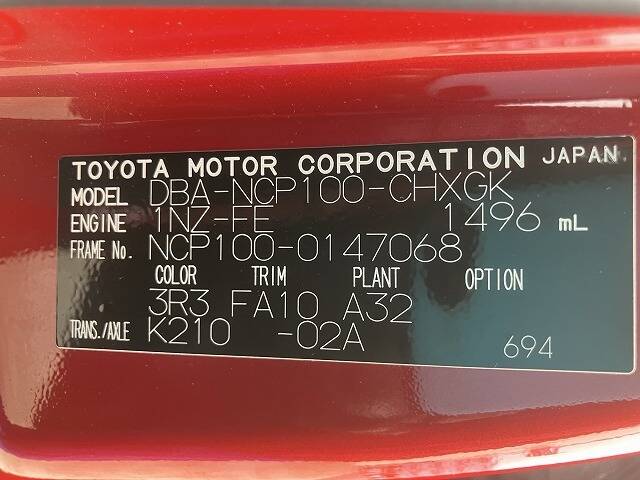 TOYOTA MOTOR CORPORATION JAPAN
MODEL DBA-NCP100-CHXGK
ENGINE 1NZ-FE 1496 mL
FRAME No. NCP100-0147068
COLOR TRIM PLANT OPTION
3R3 FA10 A32
TRANS./AXLE K210 -02A
694